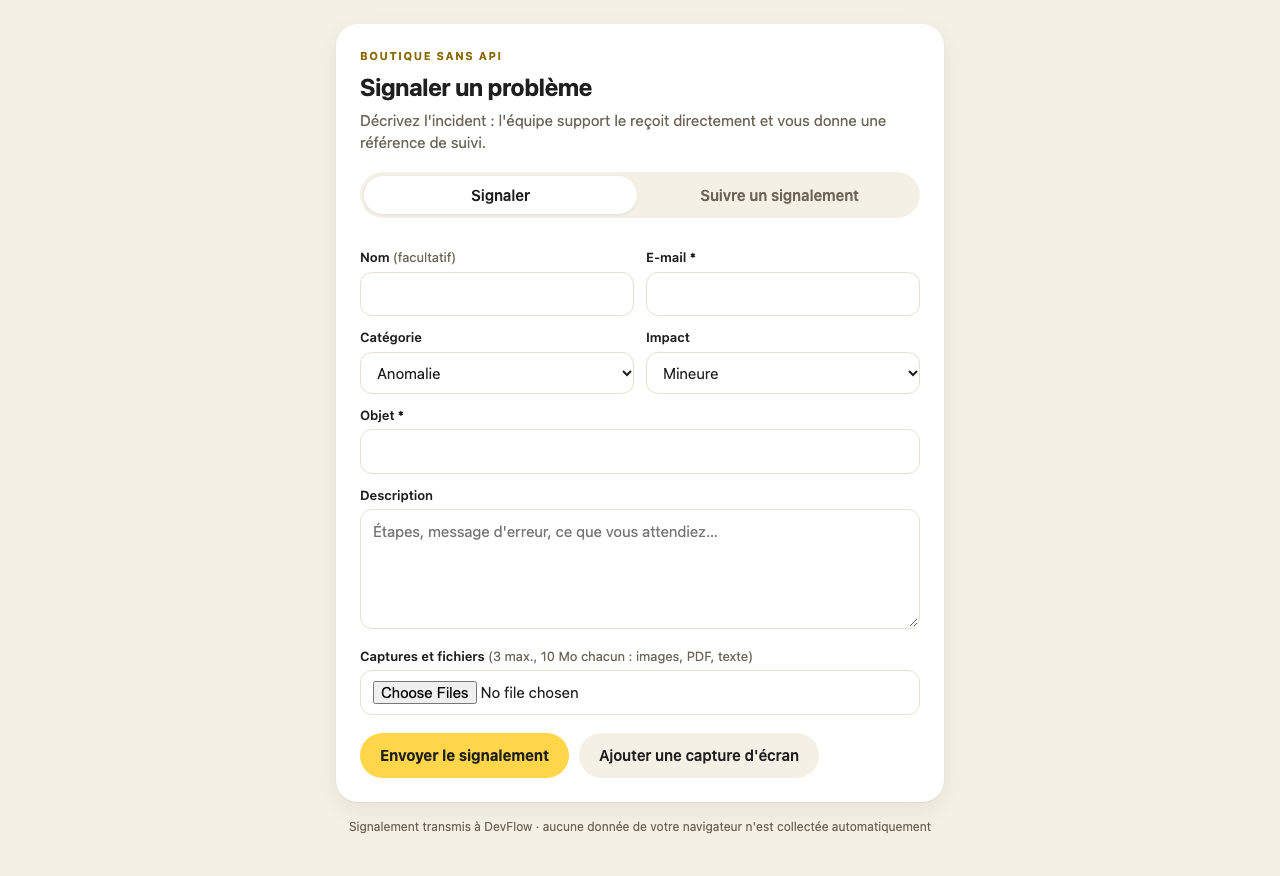 BOUTIQUE SANS API
Signaler un problème
Décrivez l'incident : l'équipe support le reçoit directement et vous donne une
référence de suivi.
Signaler
Suivre un signalement
Nom (facultatif)
E-mail *
Catégorie
Impact
Anomalie
Mineure
Objet *
Description
Étapes, message d'erreur, ce que vous attendiez…
Captures et fichiers (3 max., 10 Mo chacun : images, PDF, texte)
Choose Files No file chosen
Envoyer le signalement
Ajouter une capture d'écran
Signalement transmis à DevFlow · aucune donnée de votre navigateur n'est collectée automatiquement